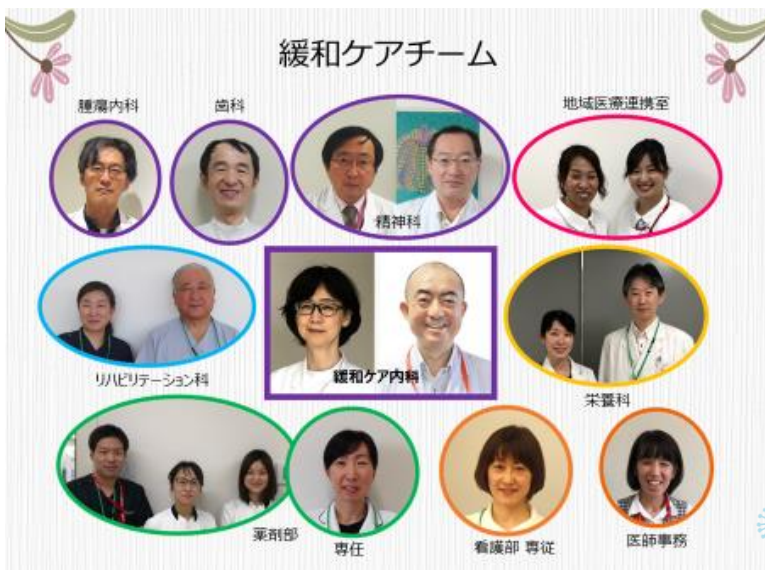 緩和ケアチーム
腫瘍内科
歯科
精神科
地域医療連携室
リハビリテーション科
緩和ケア内科
栄養科
薬剤部
専任
看護部 専従
医師事務